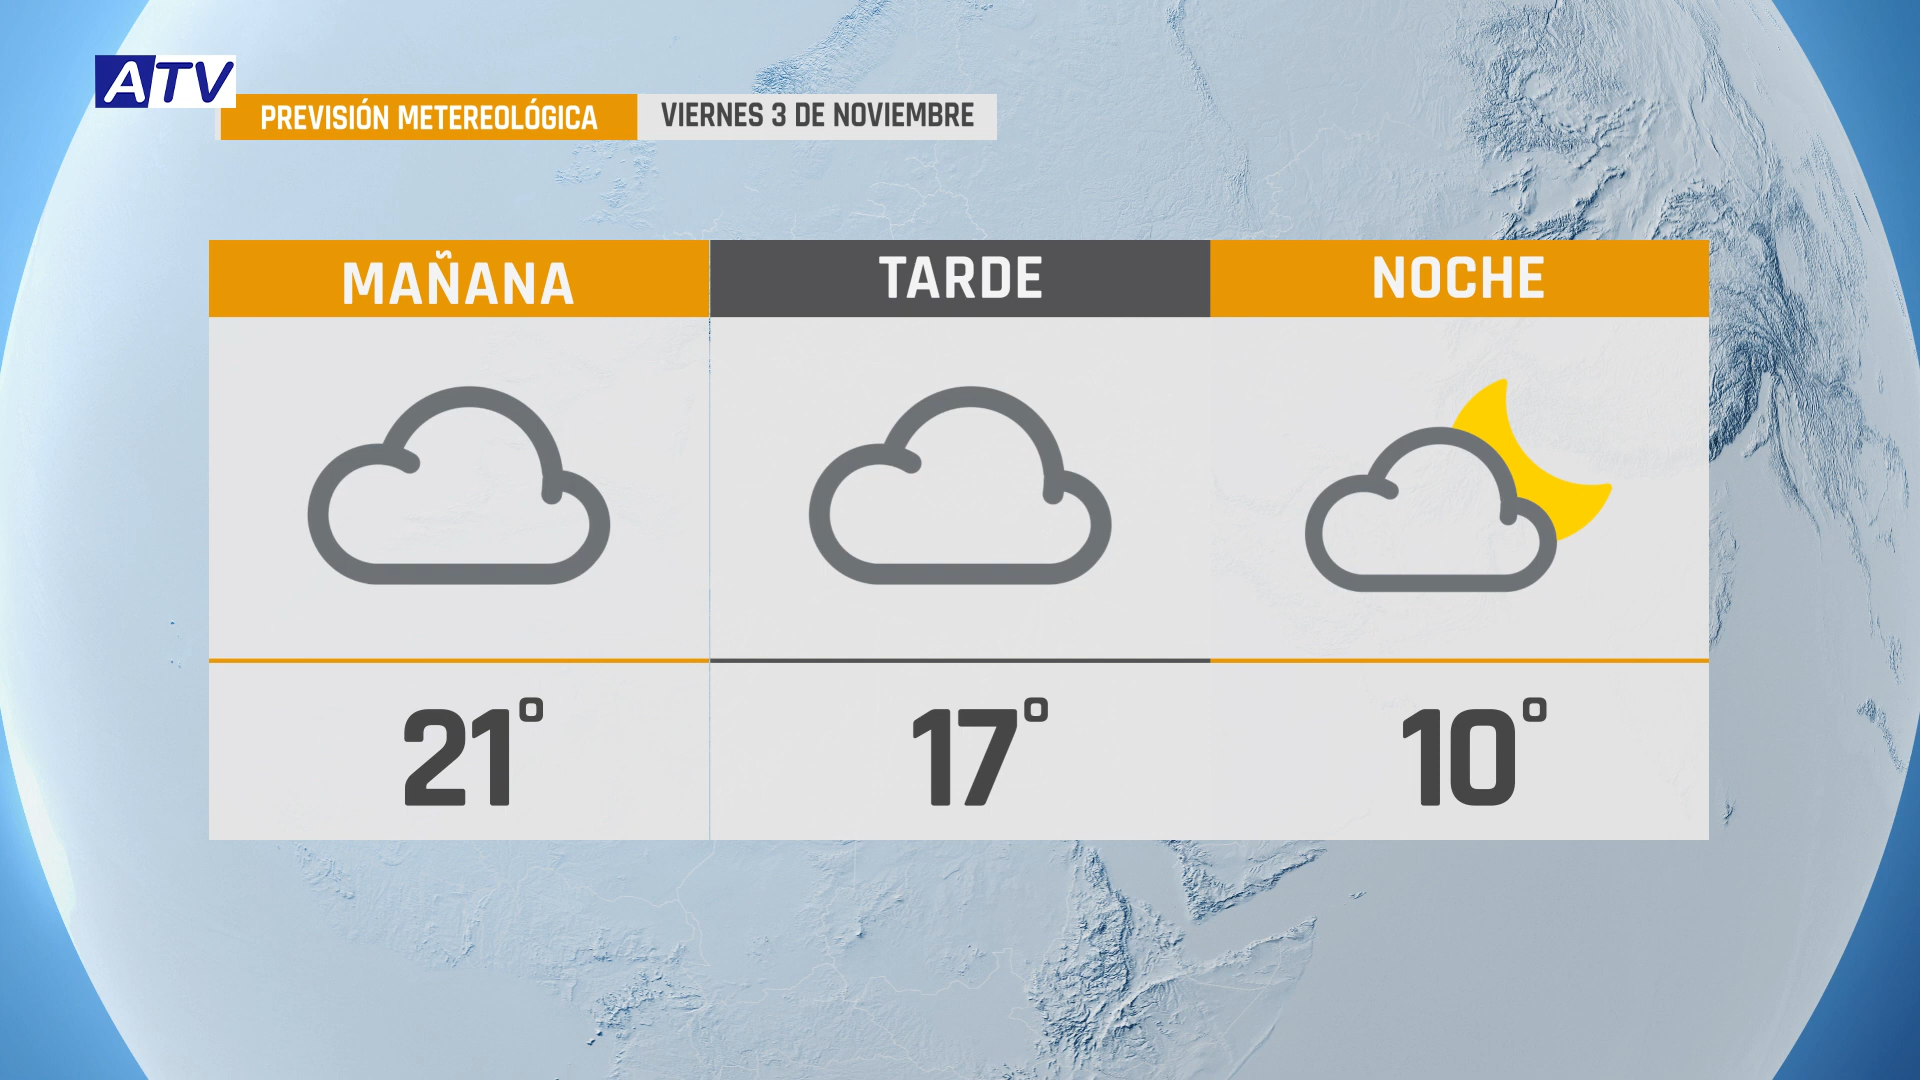 ATV
PREVISIÓN METEREOLÓGICA
VIERNES 3 DE NOVIEMBRE
MAÑANA
TARDE
NOCHE
21°
17°
10°